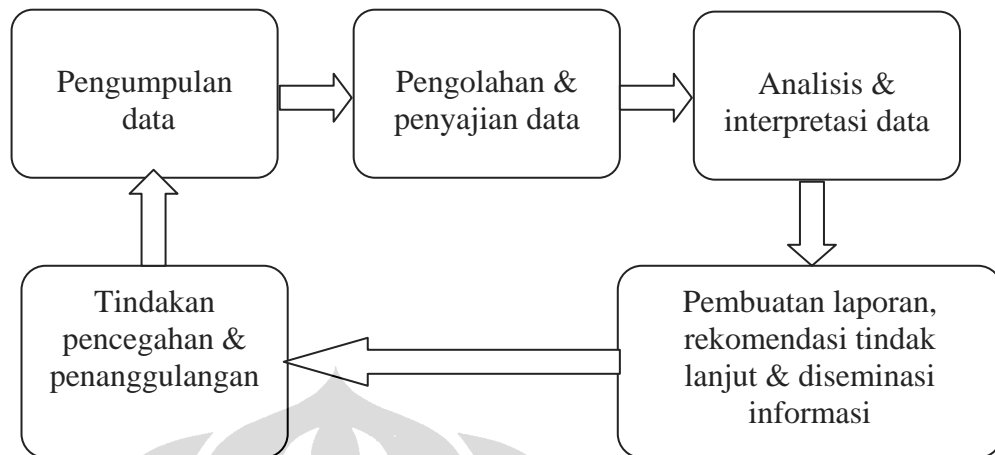 Pengumpulan
data
Pengolahan &
penyajian data
Analisis &
interpretasi data
Pembuatan laporan,
rekomendasi tindak
lanjut & diseminasi
informasi
Tindakan
pencegahan &
penanggulangan